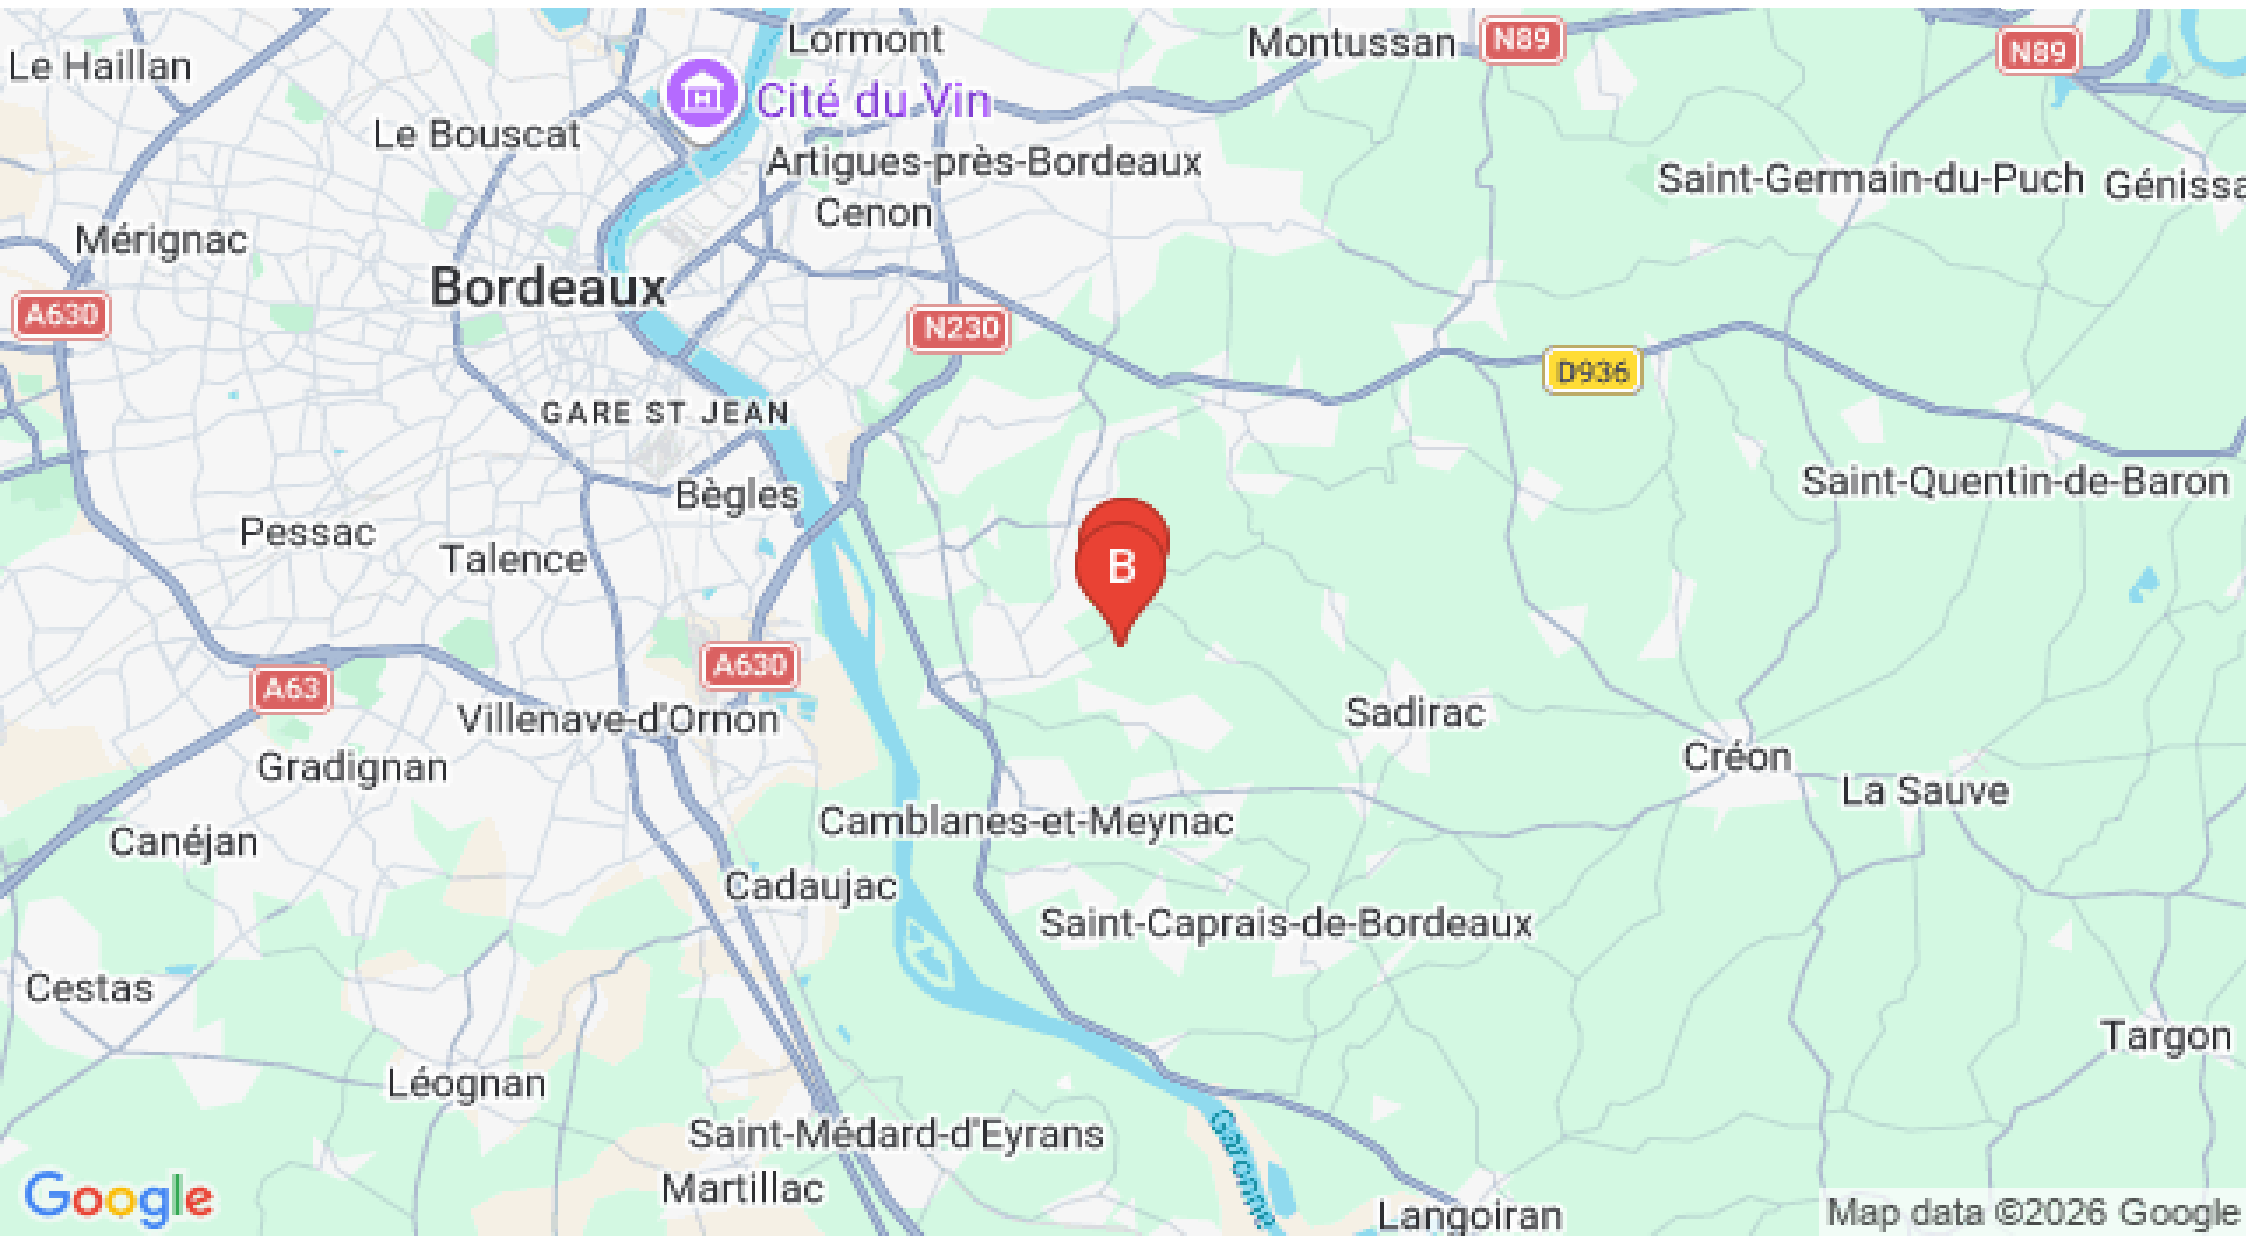 Lormont
Montussan
N89
N89
Le Haillan
Cité du Vin
Le Bouscat
Artigues-près-Bordeaux
Saint-Germain-du-Puch
Génissa
Cenon
Mérignac
Bordeaux
A630
N230
D936
GARE ST JEAN
Bègles
Saint-Quentin-de-Baron
Pessac
Talence
B
A630
A63
Villenave-d'Ornon
Sadirac
Créon
Gradignan
La Sauve
Camblanes-et-Meynac
Canéjan
Cadaujac
Saint-Caprais-de-Bordeaux
Cestas
Targon
Léognan
Saint-Médard-d'Eyrans
Garonne
Martillac
Google
Langoiran
Map data ©2026 Google